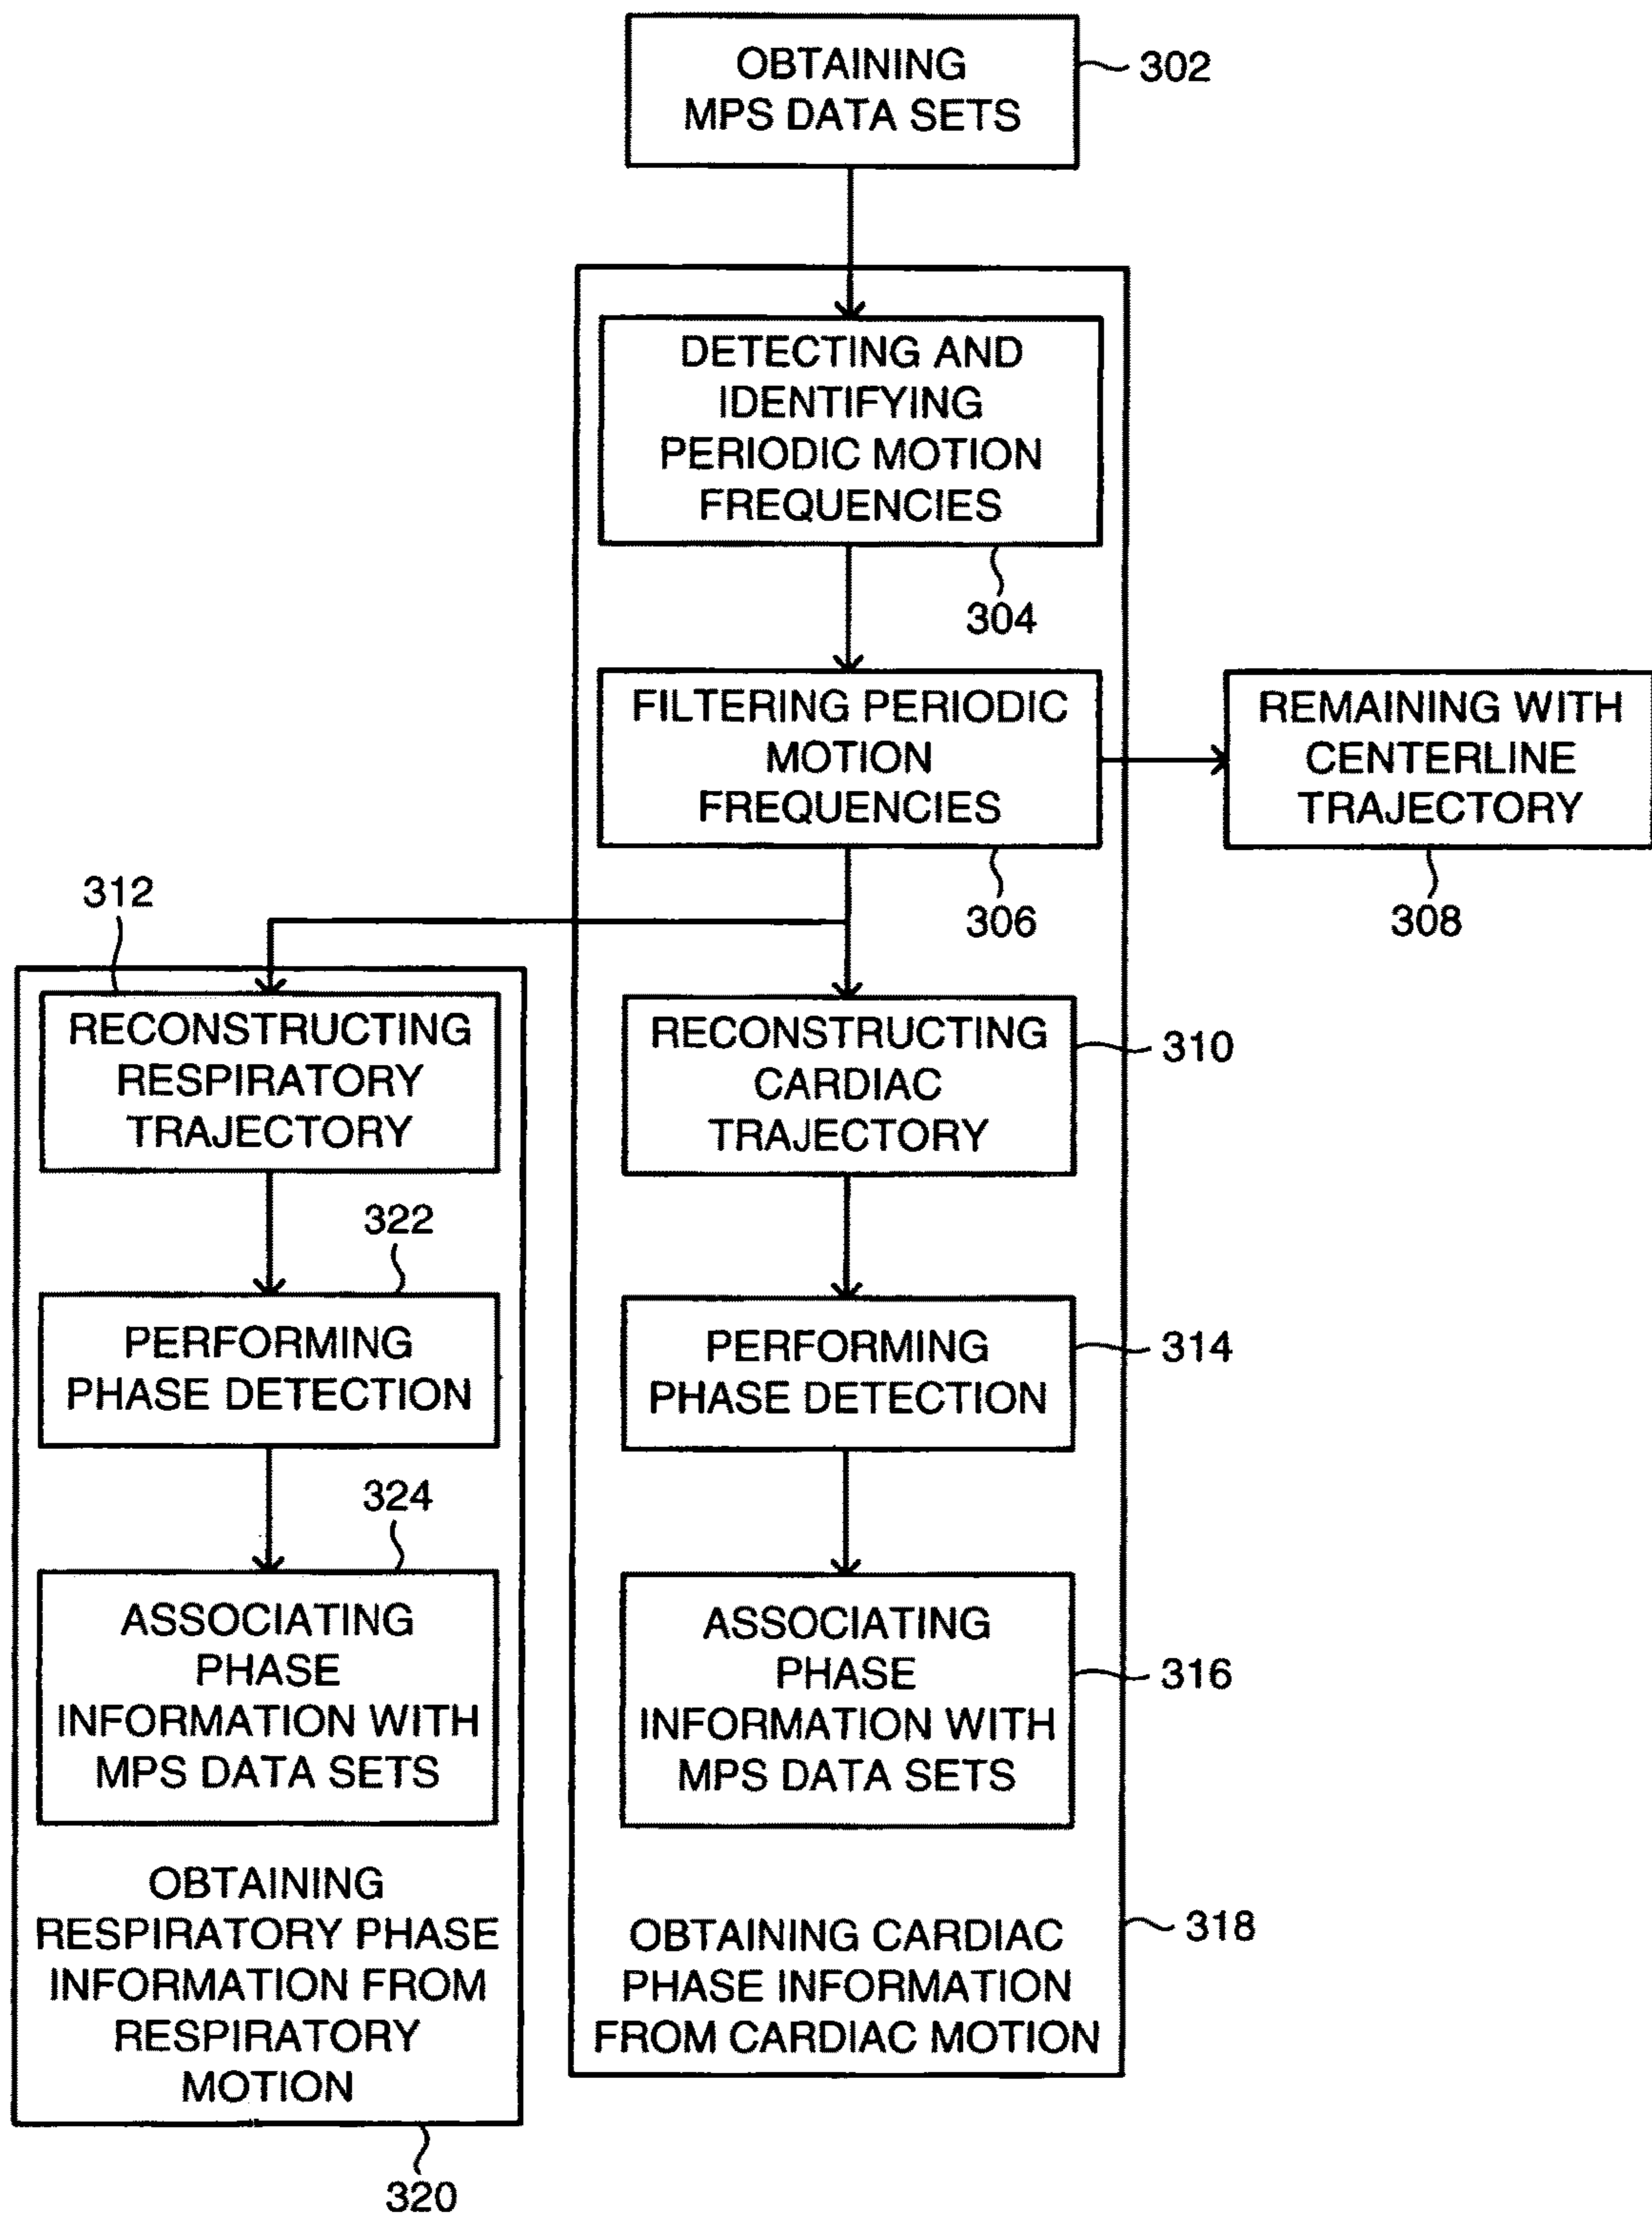 OBTAINING
MPS DATA SETS
302
DETECTING AND
IDENTIFYING
PERIODIC MOTION
FREQUENCIES
304
FILTERING PERIODIC
MOTION
FREQUENCIES
306
REMAINING WITH
CENTERLINE
TRAJECTORY
308
312
RECONSTRUCTING
RESPIRATORY
TRAJECTORY
RECONSTRUCTING
CARDIAC
TRAJECTORY
310
322
PERFORMING
PHASE DETECTION
PERFORMING
PHASE DETECTION
314
324
ASSOCIATING
PHASE
INFORMATION WITH
MPS DATA SETS
ASSOCIATING
PHASE
INFORMATION WITH
MPS DATA SETS
316
OBTAINING
RESPIRATORY PHASE
INFORMATION FROM
RESPIRATORY
MOTION
320
OBTAINING CARDIAC
PHASE INFORMATION
FROM CARDIAC MOTION
318